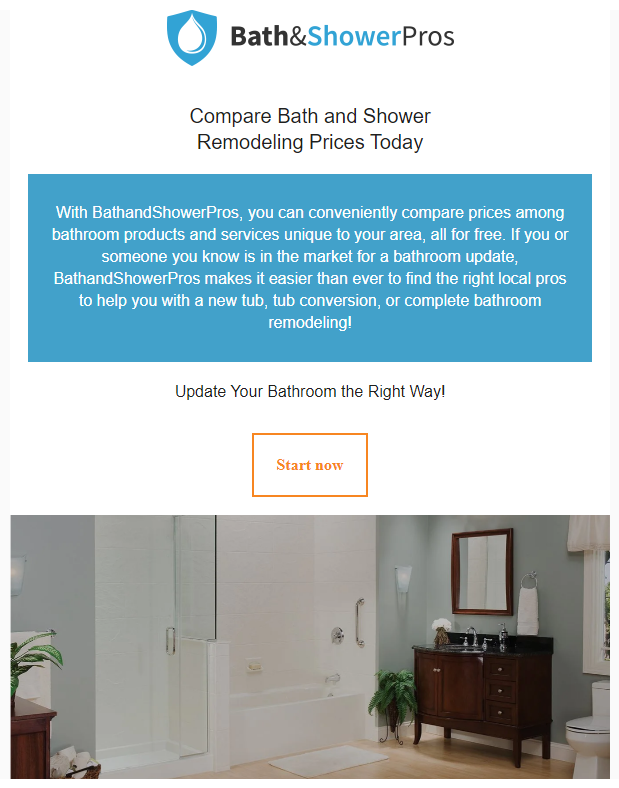 Bath&ShowerPros
Compare Bath and Shower
Remodeling Prices Today
With BathandShowerPros, you can conveniently compare prices among
bathroom products and services unique to your area, all for free. If you or
someone you know is in the market for a bathroom update,
BathandShowerPros makes it easier than ever to find the right local pros
to help you with a new tub, tub conversion, or complete bathroom
remodeling!
Update Your Bathroom the Right Way!
Start now